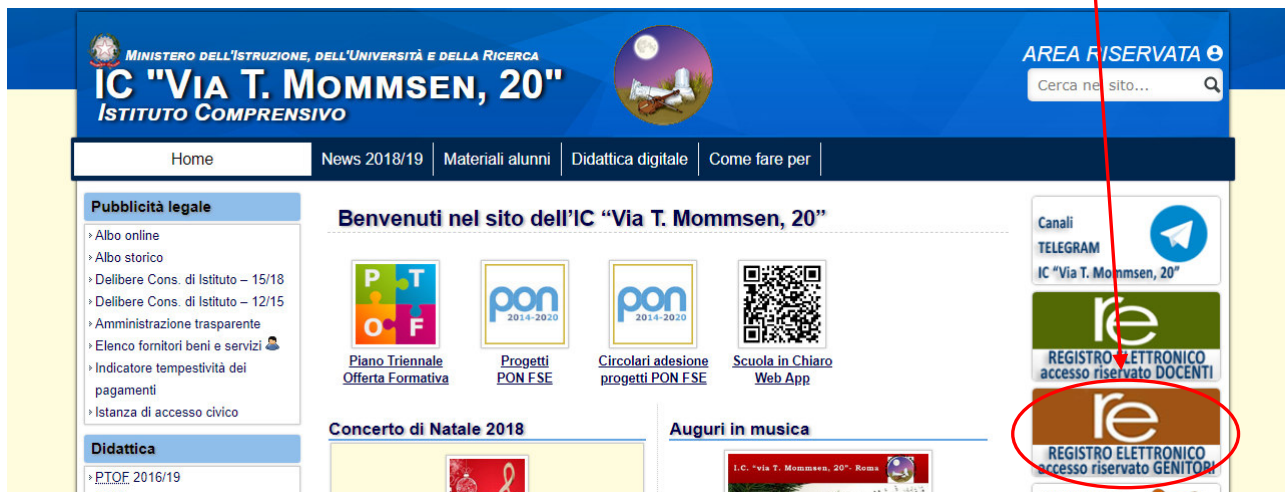 MINISTERO DELL'ISTRUZIONE, DELL'UNIVERSITÀ E DELLA RICERCA
IC "VIA T. MOMMSEN, 20"
ISTITUTO COMPRENSIVO
AREA RISERVATA
Cerca nel sito...
Home
News 2018/19
Materiali alunni
Didattica digitale
Come fare per
Pubblicità legale
Albo online
Albo storico
Delibere Cons. di Istituto – 15/18
Delibere Cons. di Istituto – 12/15
Amministrazione trasparente
Elenco fornitori beni e servizi
Indicatore tempestività dei
pagamenti
Istanza di accesso civico
Didattica
PTOF 2016/19
Benvenuti nel sito dell'IC “Via T. Mommsen, 20”
P T
O F
Piano Triennale
Offerta Formativa
pon
2014-2020
Progetti
PON FSE
pon
2014-2020
Circolari adesione
progetti PON FSE
Scuola in Chiaro
Web App
Concerto di Natale 2018
Auguri in musica
I.C. "via T. Mommsen, 20"- Roma
Canali
TELEGRAM
IC “Via T. Mommsen, 20”
re
REGISTRO ELETTRONICO
accesso riservato DOCENTI
re
REGISTRO ELETTRONICO
accesso riservato GENITORI